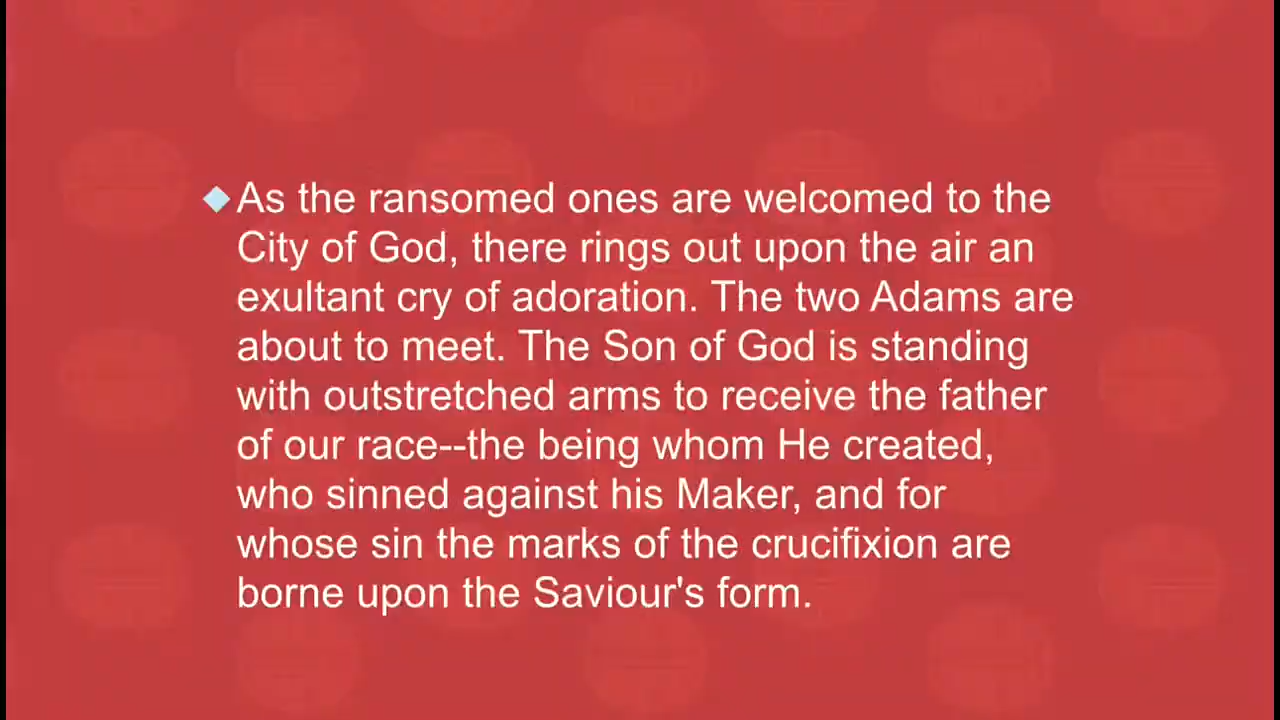 As the ransomed ones are welcomed to the
City of God, there rings out upon the air an
exultant cry of adoration. The two Adams are
about to meet. The Son of God is standing
with outstretched arms to receive the father
of our race--the being whom He created,
who sinned against his Maker, and for
whose sin the marks of the crucifixion are
borne upon the Saviour's form.